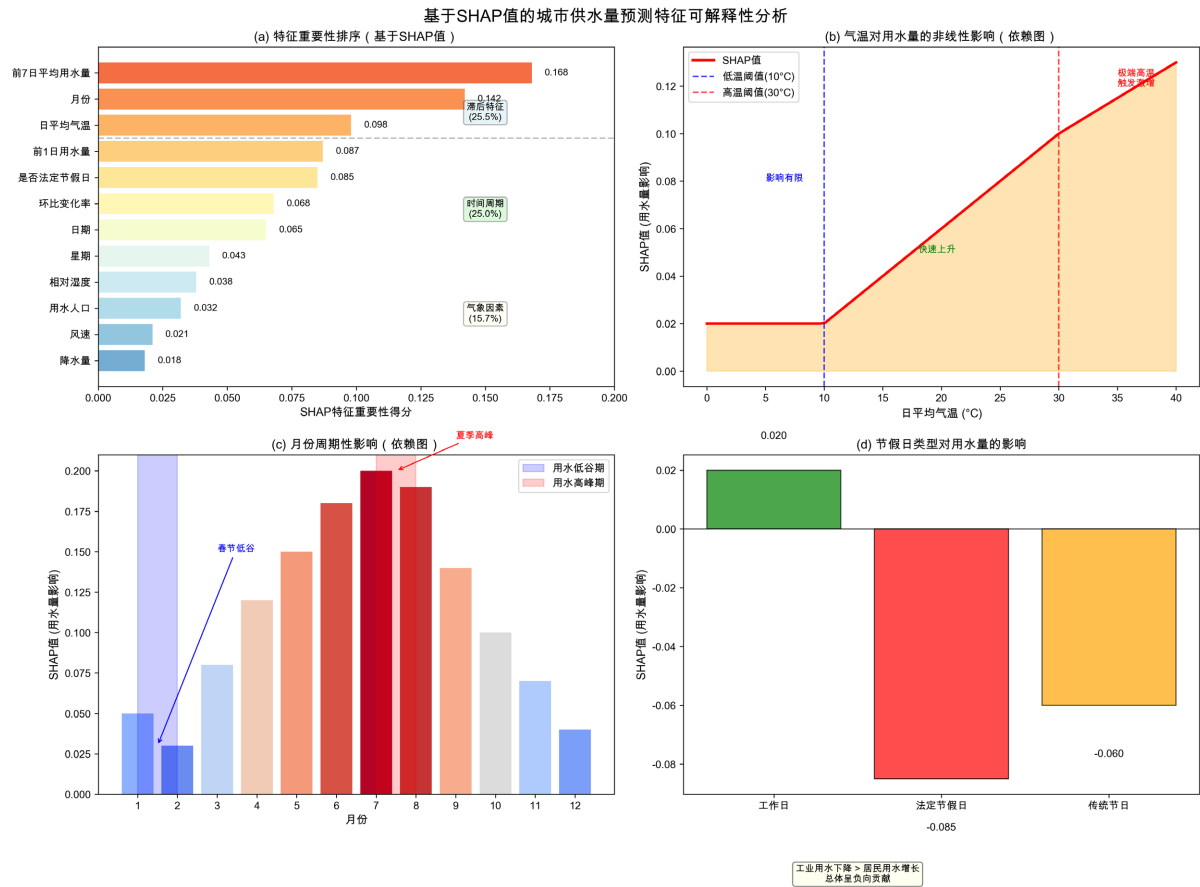 基于SHAP值的城市供水量预测特征可解释性分析
(a) 特征重要性排序（基于SHAP值）
前7日平均用水量
0.168
月份
0.142
滞后特征
(25.5%)
日平均气温
0.098
前1日用水量
0.087
是否法定节假日
0.085
环比变化率
0.068
时间周期
(25.0%)
日期
0.065
星期
0.043
相对湿度
0.038
用水人口
0.032
气象因素
(15.7%)
风速
0.021
降水量
0.018
0.000 0.025 0.050 0.075 0.100 0.125 0.150 0.175 0.200
SHAP特征重要性得分
(b) 气温对用水量的非线性影响（依赖图）
SHAP值
低温阈值(10°C)
高温阈值(30°C)
极端高温
触发激增
影响有限
快速上升
SHAP值 (用水量影响)
0.12
0.10
0.08
0.06
0.04
0.02
0.00
0 5 10 15 20 25 30 35 40
日平均气温 (°C)
(c) 月份周期性影响（依赖图）
夏季高峰
用水低谷期
用水高峰期
春节低谷
SHAP值 (用水量影响)
0.200
0.175
0.150
0.125
0.100
0.075
0.050
0.025
0.000
1 2 3 4 5 6 7 8 9 10 11 12
月份
0.020
(d) 节假日类型对用水量的影响
SHAP值 (用水量影响)
0.02
0.00
-0.02
-0.04
-0.06
-0.08
-0.060
工作日 法定节假日 传统节日
-0.085
工业用水下降 > 居民用水增长
总体呈负向贡献